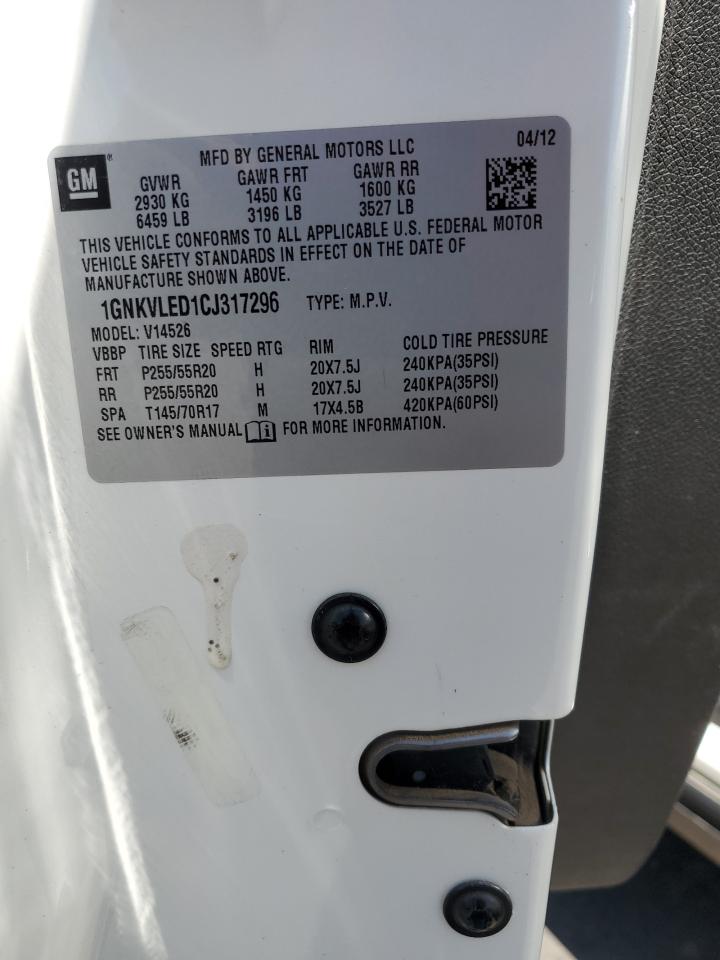 MFD BY GENERAL MOTORS LLC 04/12
GM®
GVWR GAWR FRT GAWR RR
2930 KG 1450 KG 1600 KG
6459 LB 3196 LB 3527 LB
THIS VEHICLE CONFORMS TO ALL APPLICABLE U.S. FEDERAL MOTOR
VEHICLE SAFETY STANDARDS IN EFFECT ON THE DATE OF
MANUFACTURE SHOWN ABOVE.
1GNKVLED1CJ317296 TYPE: M.P.V.
MODEL: V14526
VBBP TIRE SIZE SPEED RTG RIM COLD TIRE PRESSURE
FRT P255/55R20 H 20X7.5J 240KPA(35PSI)
RR P255/55R20 H 20X7.5J 240KPA(35PSI)
SPA T145/70R17 M 17X4.5B 420KPA(60PSI)
SEE OWNER'S MANUAL FOR MORE INFORMATION.